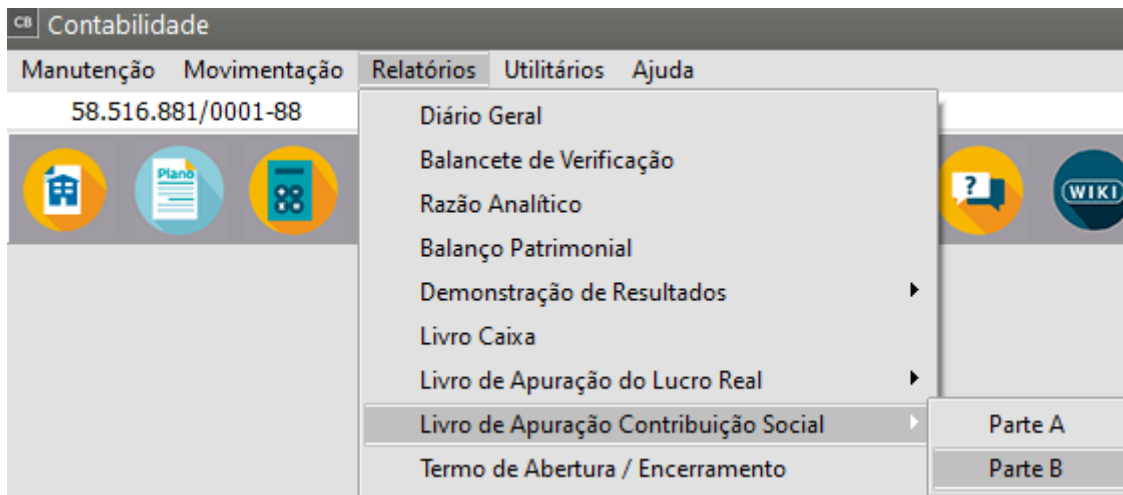 CB Contabilidade
Manutenção Movimentação Relatórios Utilitários Ajuda
58.516.881/0001-88
Plano
?
WIKI
Diário Geral
Balancete de Verificação
Razão Analítico
Balanço Patrimonial
Demonstração de Resultados
Livro Caixa
Livro de Apuração do Lucro Real
Livro de Apuração Contribuição Social
Parte A
Termo de Abertura / Encerramento
Parte B